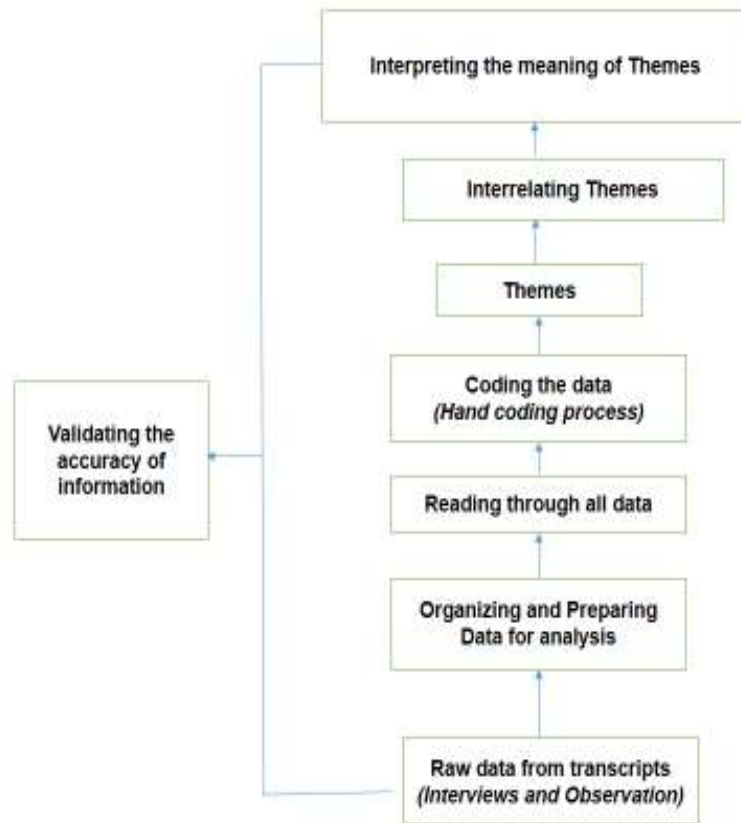 Interpreting the meaning of Themes
Interrelating Themes
Themes
Coding the data
(Hand coding process)
Validating the
accuracy of
information
Reading through all data
Organizing and Preparing
Data for analysis
Raw data from transcripts
(Interviews and Observation)